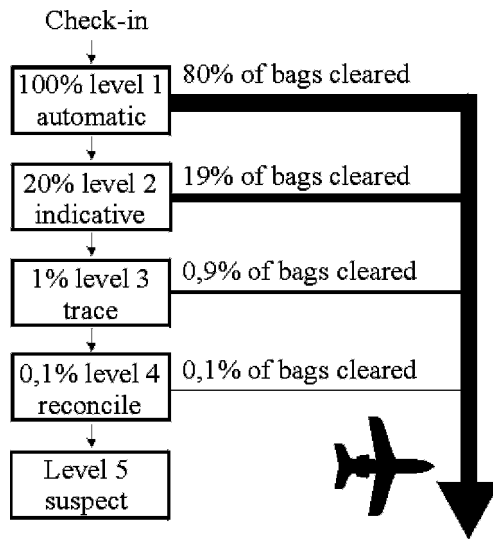 Check-in
100% level 1
automatic
80% of bags cleared
20% level 2
indicative
19% of bags cleared
1% level 3
trace
0,9% of bags cleared
0,1% level 4
reconcile
0,1% of bags cleared
Level 5
suspect